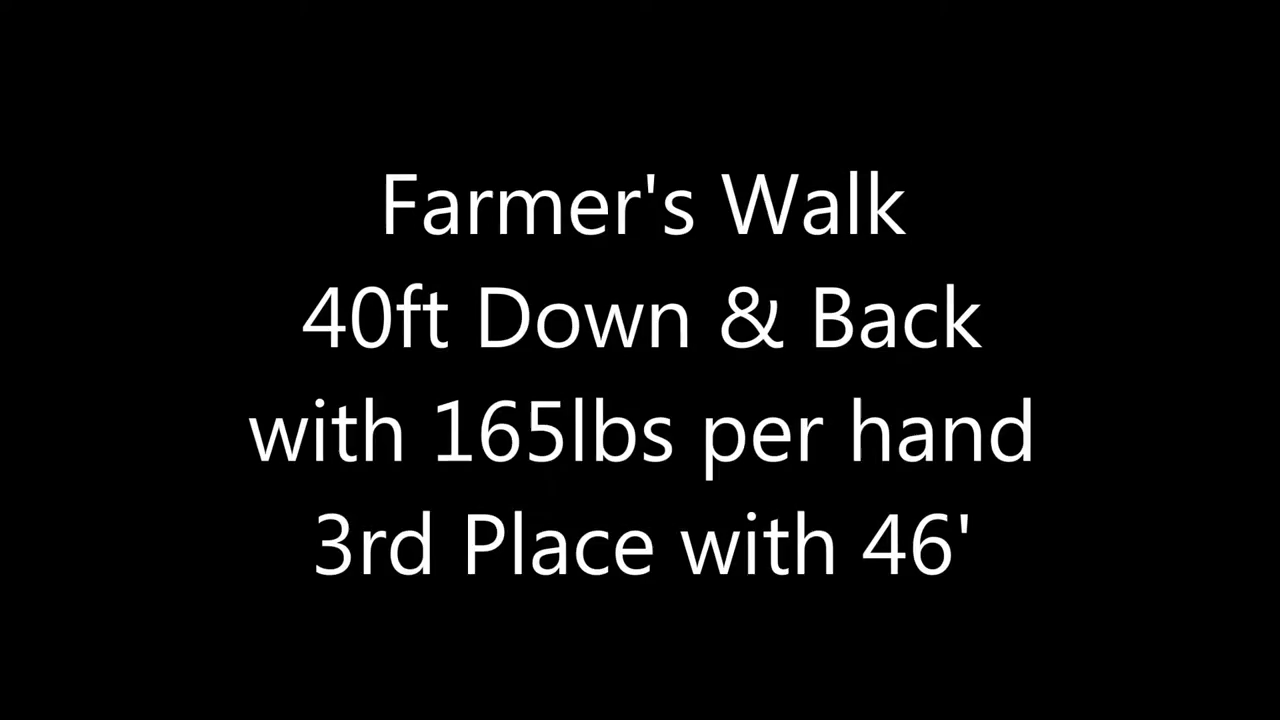 Farmer's Walk
40ft Down & Back
with 165lbs per hand
3rd Place with 46'